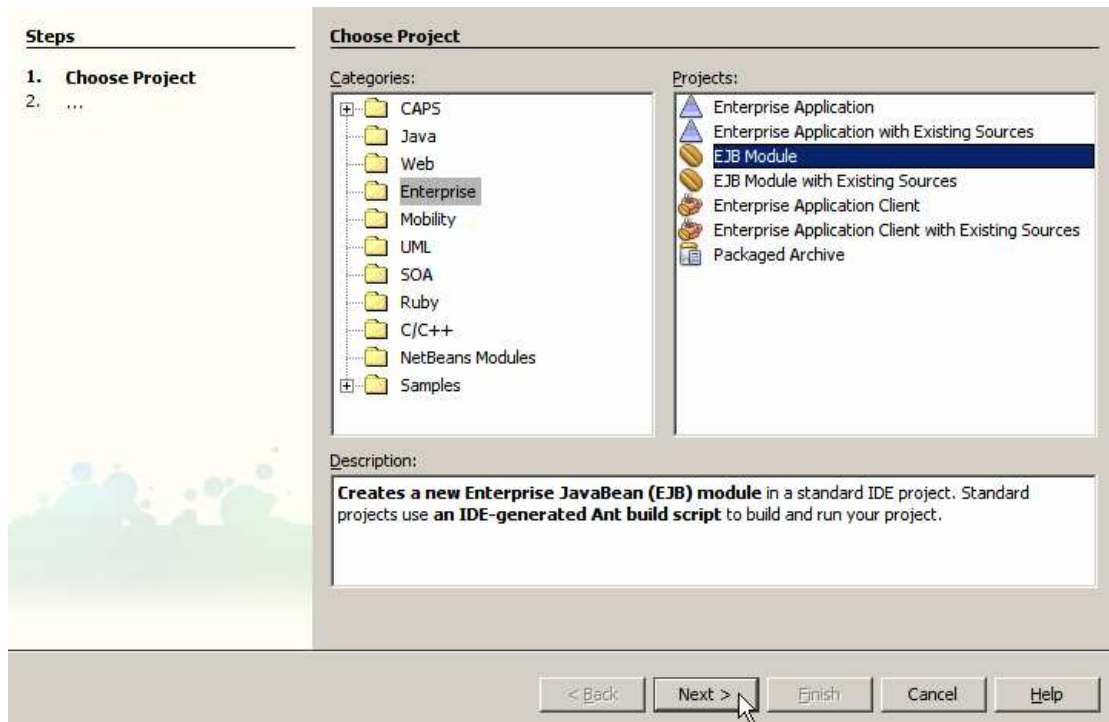 Steps
1. Choose Project
2. ...
Choose Project
Categories:
CAPS
Java
Web
Enterprise
Mobility
UML
SOA
Ruby
C/C++
NetBeans Modules
Samples
Projects:
Enterprise Application
Enterprise Application with Existing Sources
EJB Module
EJB Module with Existing Sources
Enterprise Application Client
Enterprise Application Client with Existing Sources
Packaged Archive
Description:
Creates a new Enterprise JavaBean (EJB) module in a standard IDE project. Standard
projects use an IDE-generated Ant build script to build and run your project.
< Back
Next >
Finish
Cancel
Help